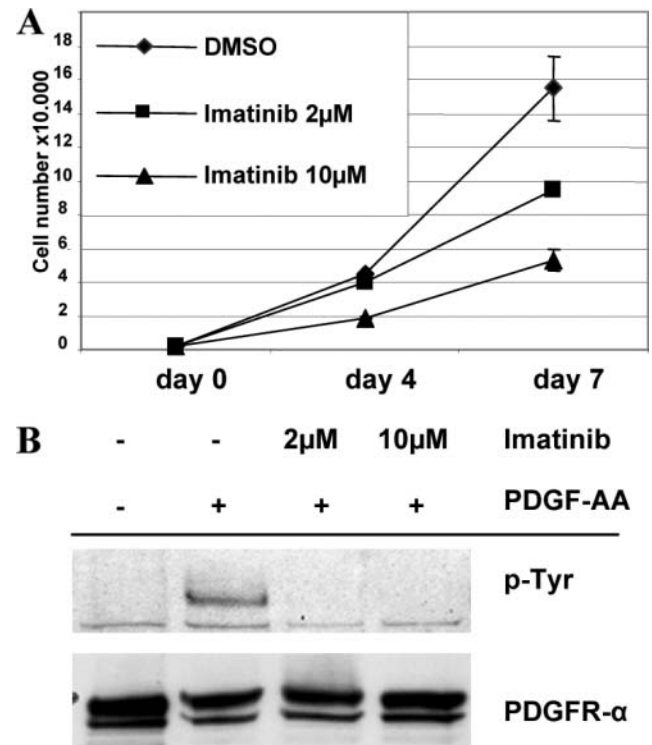 A
Cell number x10.000
18
16
14
12
10
8
6
4
2
0
DMSO
Imatinib 2µM
Imatinib 10µM
day 0 day 4 day 7
B
- - 2µM 10µM Imatinib
- + + + PDGF-AA
p-Tyr
PDGFR-α